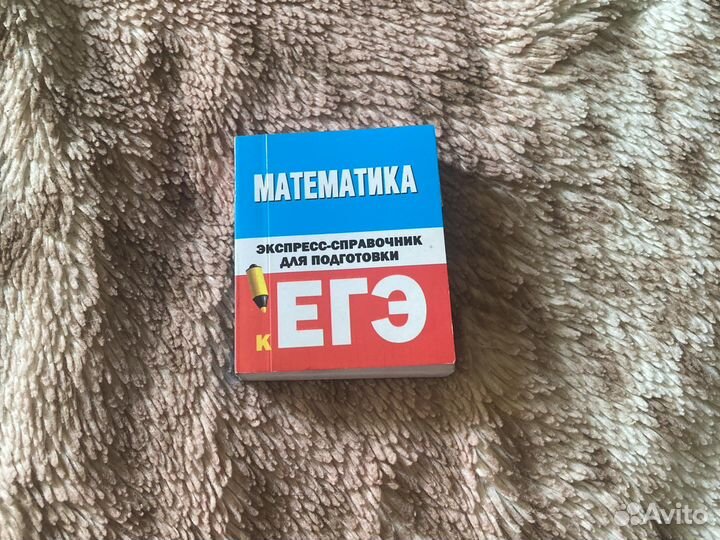 МАТЕМАТИКА
ЭКСПРЕСС-СПРАВОЧНИК
ДЛЯ ПОДГОТОВКИ
К ЕГЭ
Avito